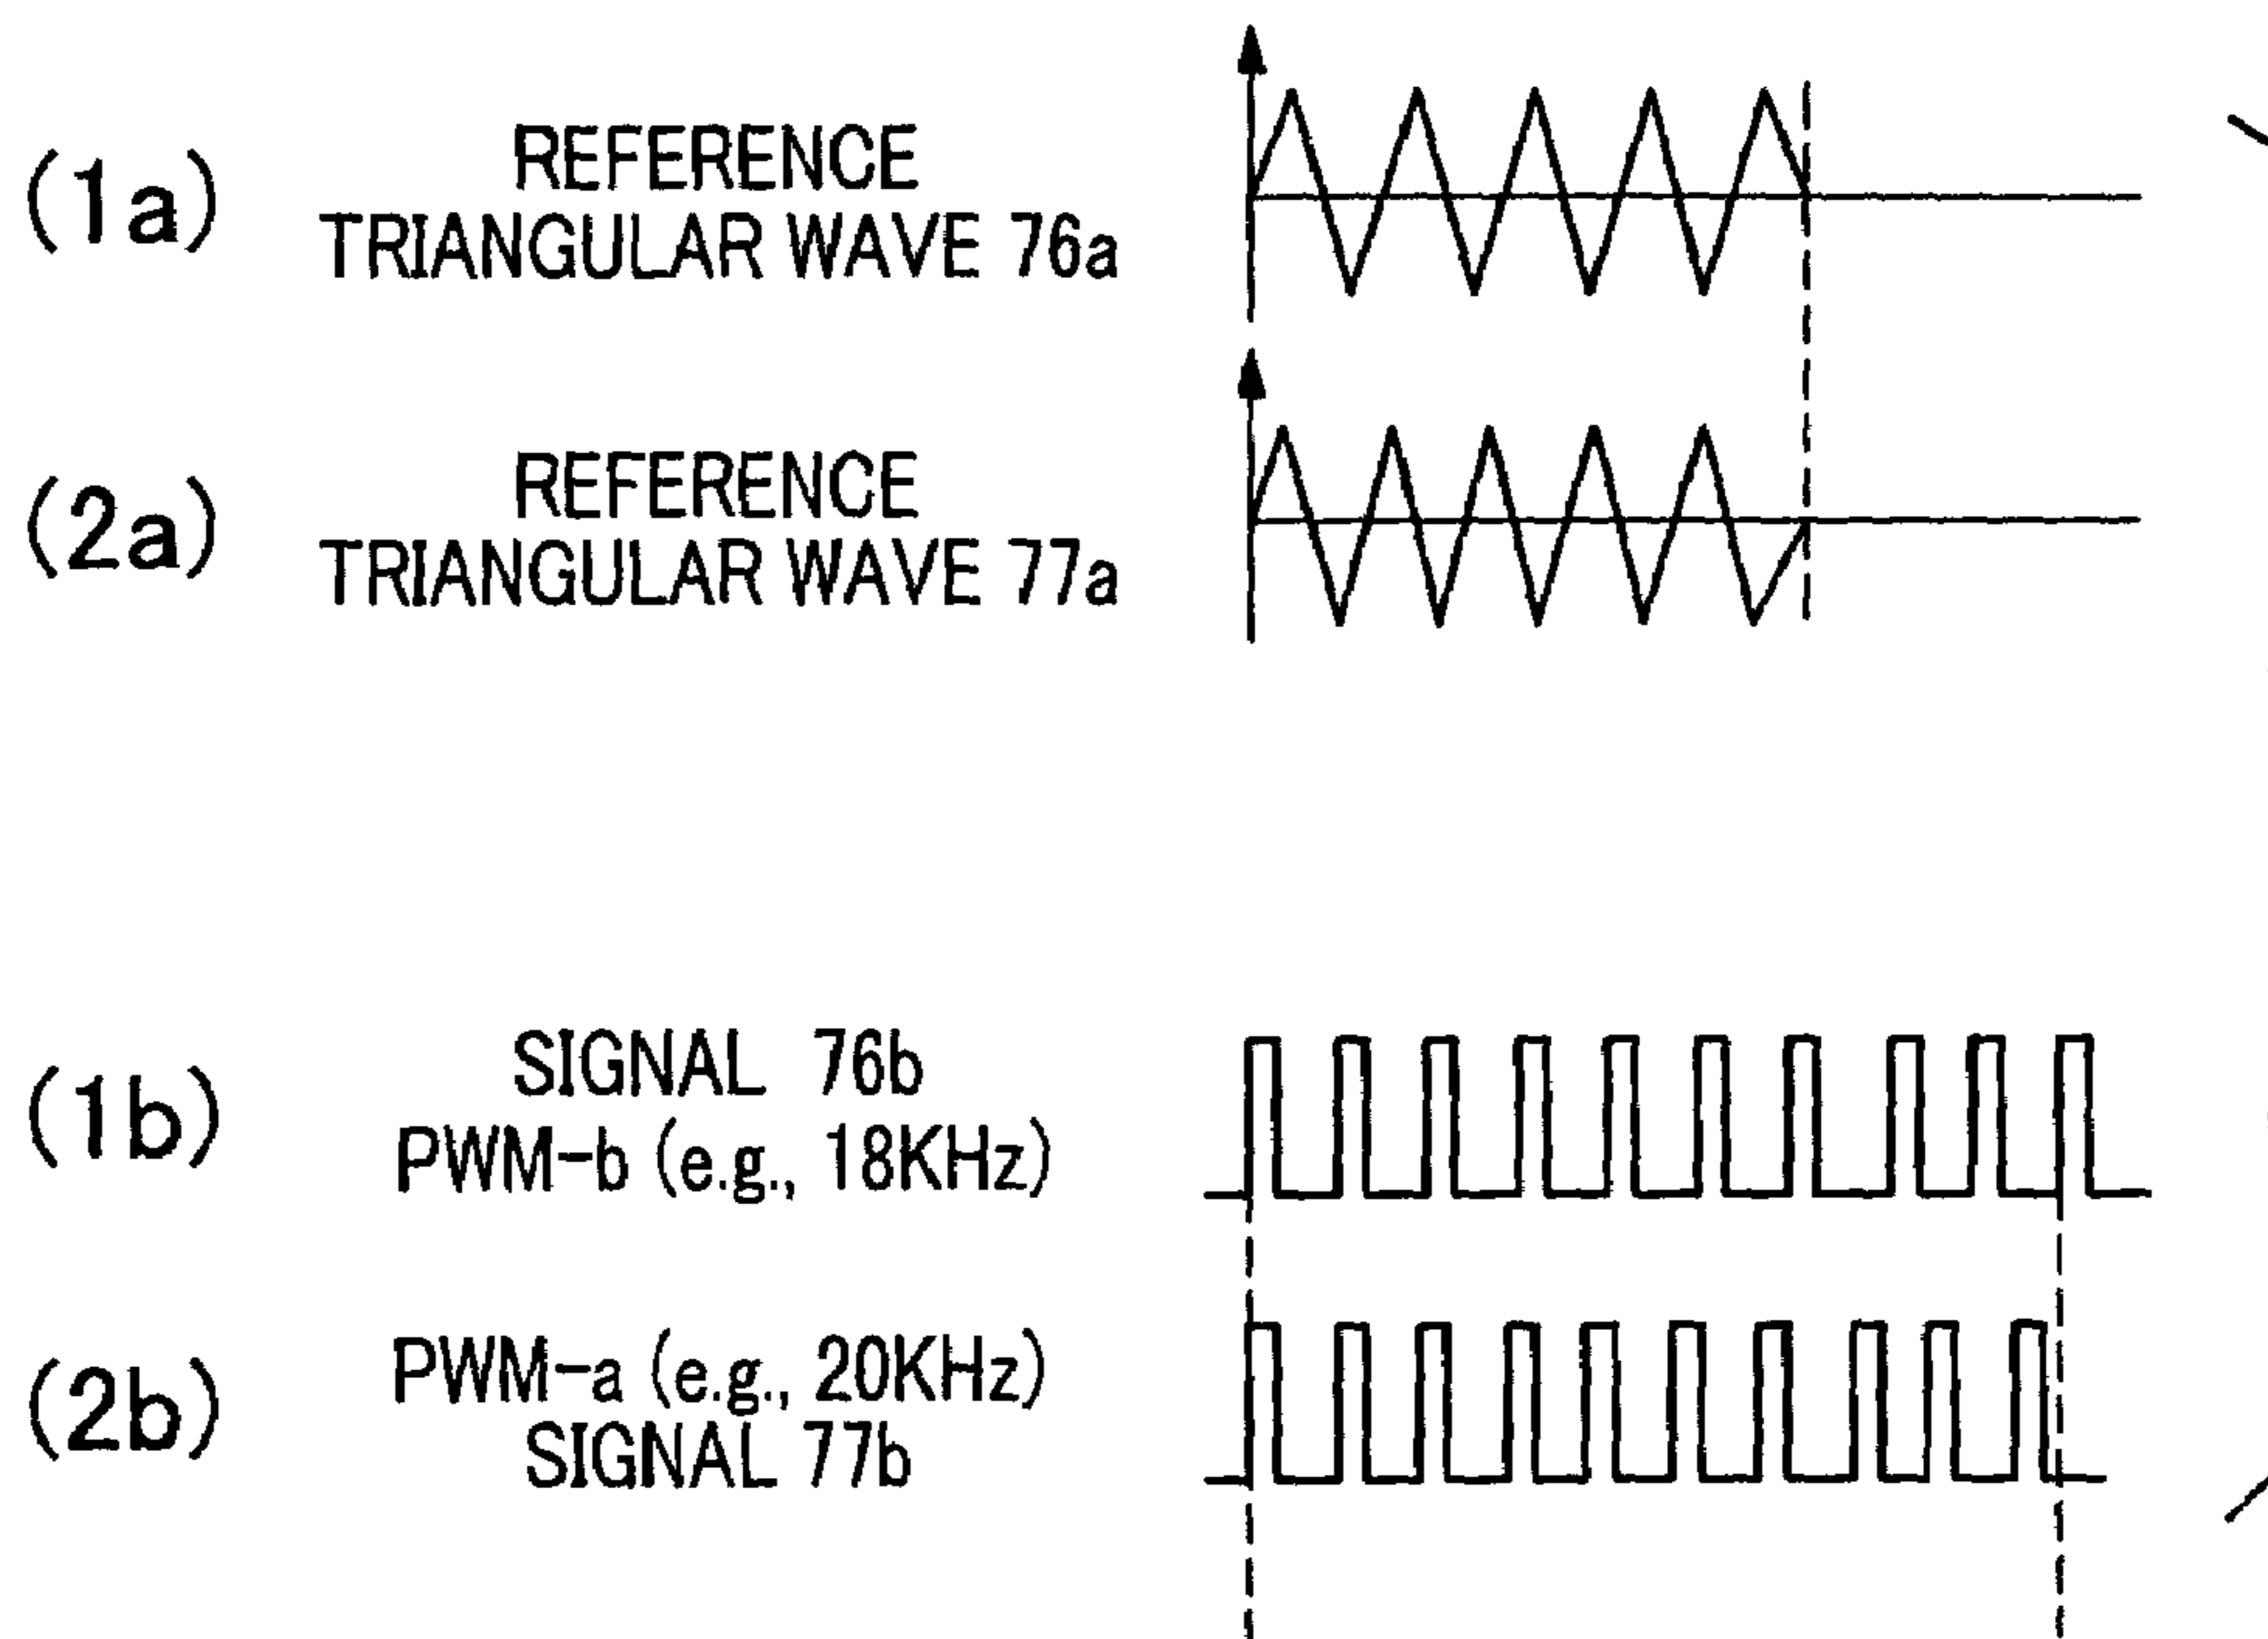 (1a)
REFERENCE
TRIANGULAR WAVE 76a
(2a)
REFERENCE
TRIANGULAR WAVE 77a
(1b)
SIGNAL 76b
PWM-b (e.g., 18KHz)
(2b)
PWM-a (e.g., 20KHz)
SIGNAL 77b